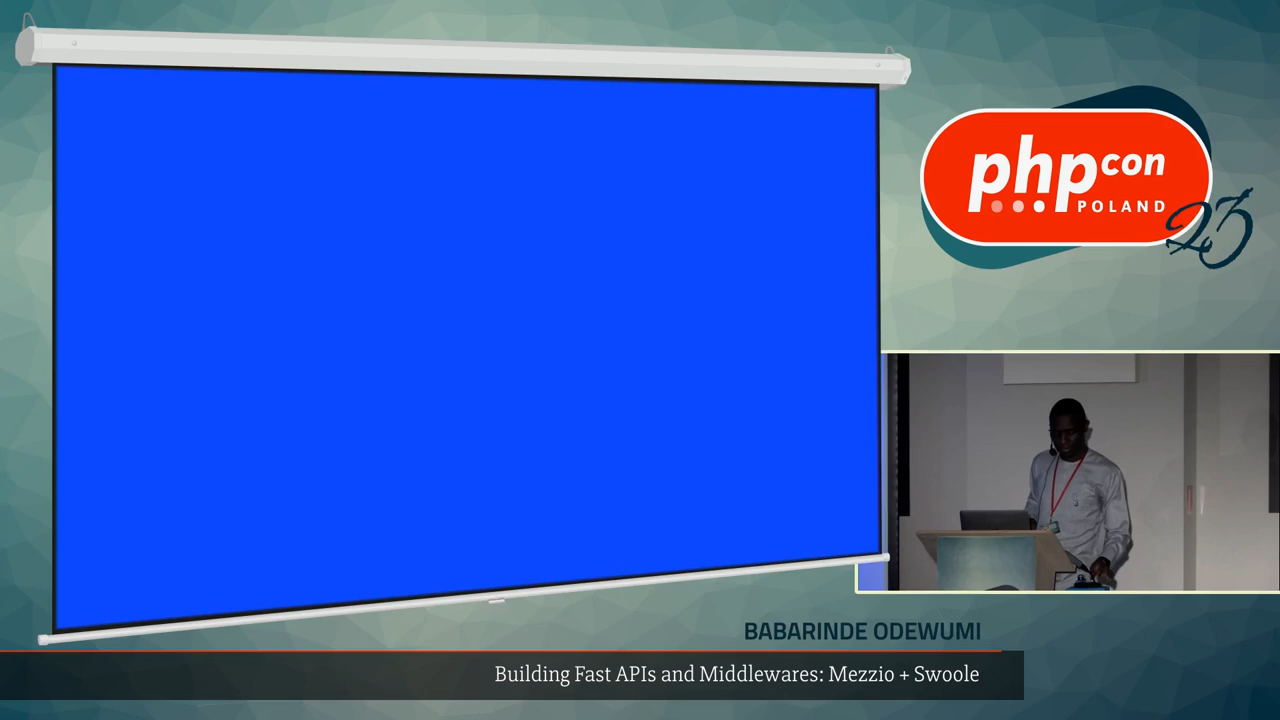 phpcon
POLAND
23
BABARINDE ODEWUMI
Building Fast APIs and Middlewares: Mezzio + Swoole